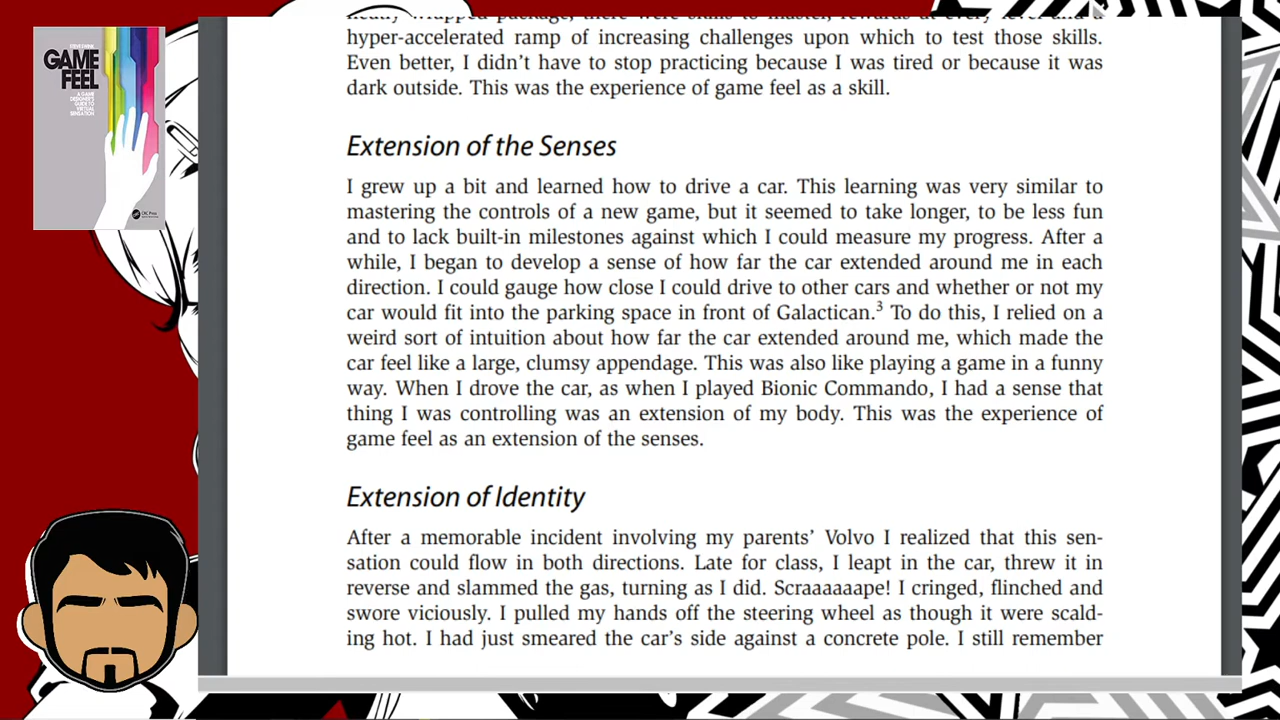 GAME
FEEL
A GAME
DESIGNER'S
GUIDE TO
VIRTUAL
SENSATION
CRC Press
hyper-accelerated ramp of increasing challenges upon which to test those skills.
Even better, I didn’t have to stop practicing because I was tired or because it was
dark outside. This was the experience of game feel as a skill.
Extension of the Senses
I grew up a bit and learned how to drive a car. This learning was very similar to
mastering the controls of a new game, but it seemed to take longer, to be less fun
and to lack built-in milestones against which I could measure my progress. After a
while, I began to develop a sense of how far the car extended around me in each
direction. I could gauge how close I could drive to other cars and whether or not my
car would fit into the parking space in front of Galactican.³ To do this, I relied on a
weird sort of intuition about how far the car extended around me, which made the
car feel like a large, clumsy appendage. This was also like playing a game in a funny
way. When I drove the car, as when I played Bionic Commando, I had a sense that
thing I was controlling was an extension of my body. This was the experience of
game feel as an extension of the senses.
Extension of Identity
After a memorable incident involving my parents’ Volvo I realized that this sen-
sation could flow in both directions. Late for class, I leapt in the car, threw it in
reverse and slammed the gas, turning as I did. Scraaaaaape! I cringed, flinched and
swore viciously. I pulled my hands off the steering wheel as though it were scald-
ing hot. I had just smeared the car’s side against a concrete pole. I still remember